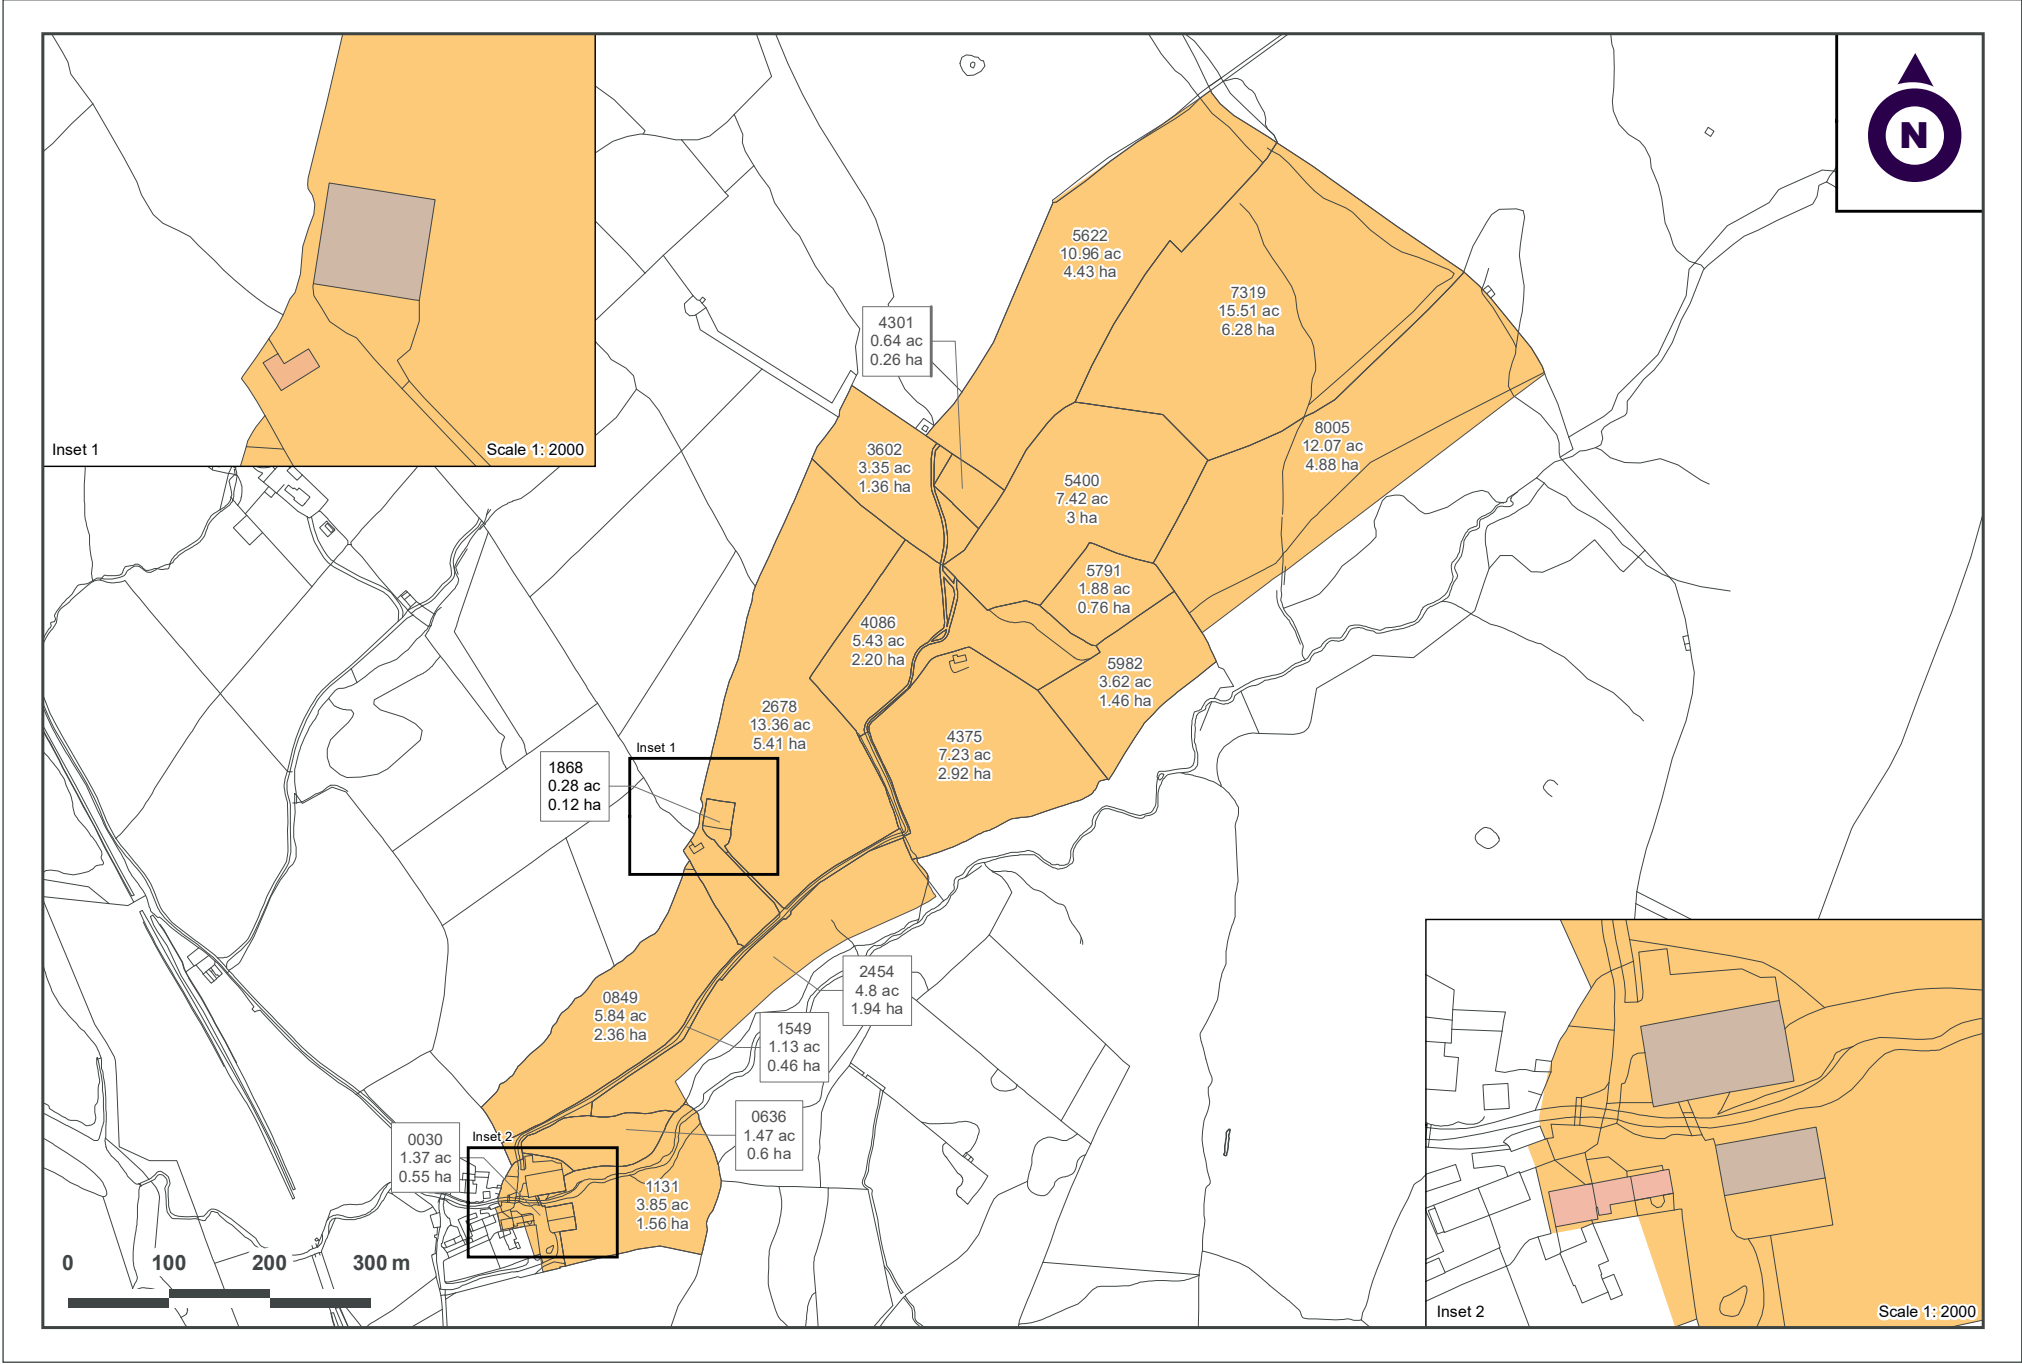 N
Inset 1
Scale 1: 2000
5622
10.96 ac
4.43 ha
7319
15.51 ac
6.28 ha
4301
0.64 ac
0.26 ha
8005
12.07 ac
4.88 ha
3602
3.35 ac
1.36 ha
5400
7.42 ac
3 ha
5791
1.88 ac
0.76 ha
4086
5.43 ac
2.20 ha
5982
3.62 ac
1.46 ha
2678
13.36 ac
5.41 ha
4375
7.23 ac
2.92 ha
Inset 1
1868
0.28 ac
0.12 ha
2454
4.8 ac
1.94 ha
0849
5.84 ac
2.36 ha
1549
1.13 ac
0.46 ha
0636
1.47 ac
0.6 ha
Inset 2
0030
1.37 ac
0.55 ha
1131
3.85 ac
1.56 ha
0 100 200 300 m
Inset 2
Scale 1: 2000